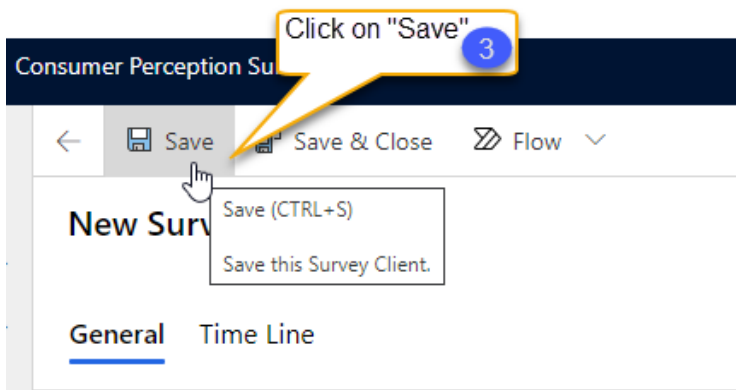 Click on "Save"
3
Consumer Perception Su
Save
Save & Close
Flow
Save (CTRL+S)
Save this Survey Client.
New Surv
General
Time Line